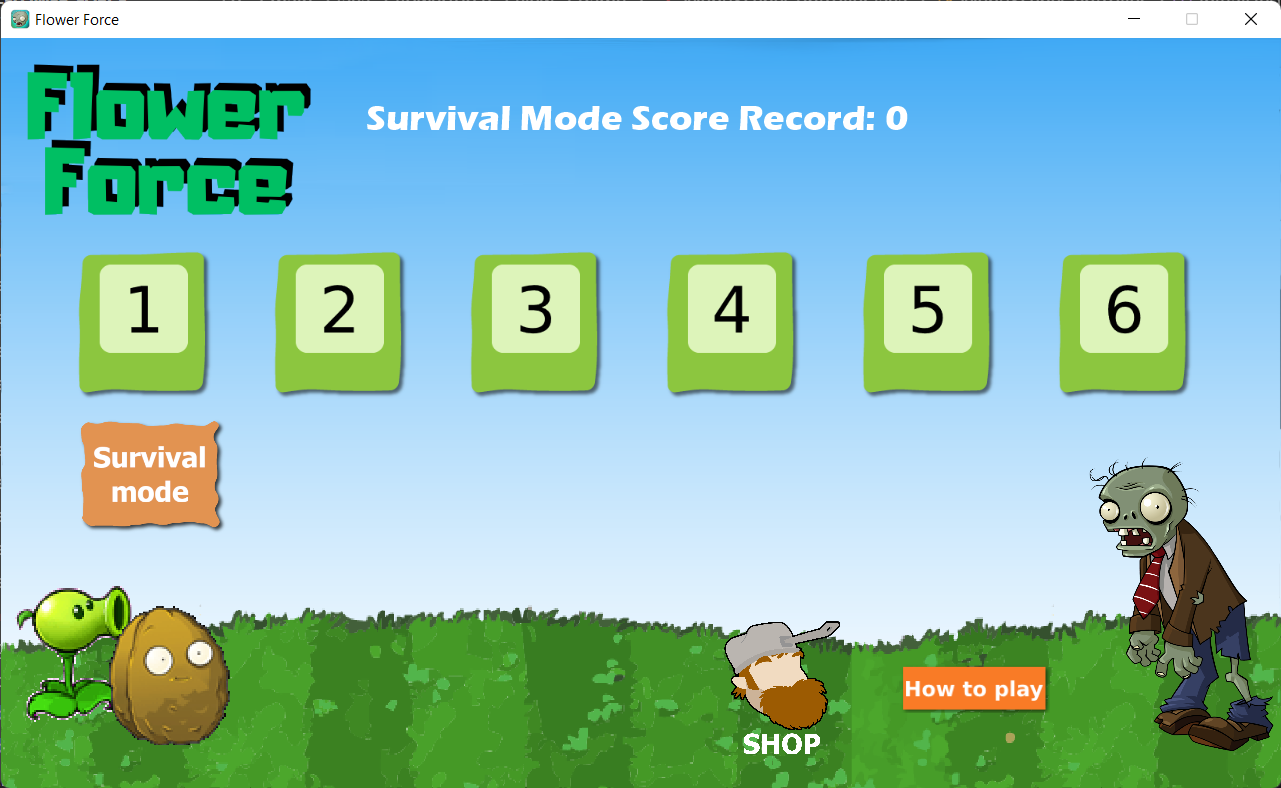 Flower Force
Flower
Force
Survival Mode Score Record: 0
1 2 3 4 5 6
Survival
mode
How to play
SHOP